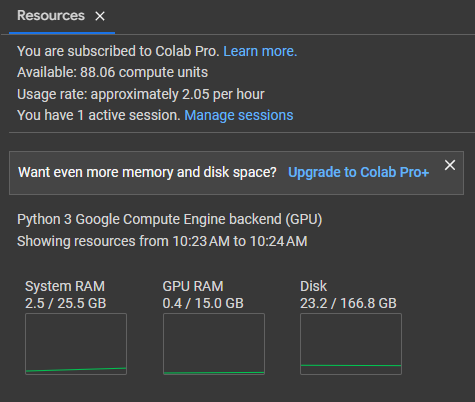 Resources ×
You are subscribed to Colab Pro. Learn more.
Available: 88.06 compute units
Usage rate: approximately 2.05 per hour
You have 1 active session. Manage sessions
Want even more memory and disk space? Upgrade to Colab Pro+ ×
Python 3 Google Compute Engine backend (GPU)
Showing resources from 10:23 AM to 10:24 AM
System RAM
2.5 / 25.5 GB
GPU RAM
0.4 / 15.0 GB
Disk
23.2 / 166.8 GB